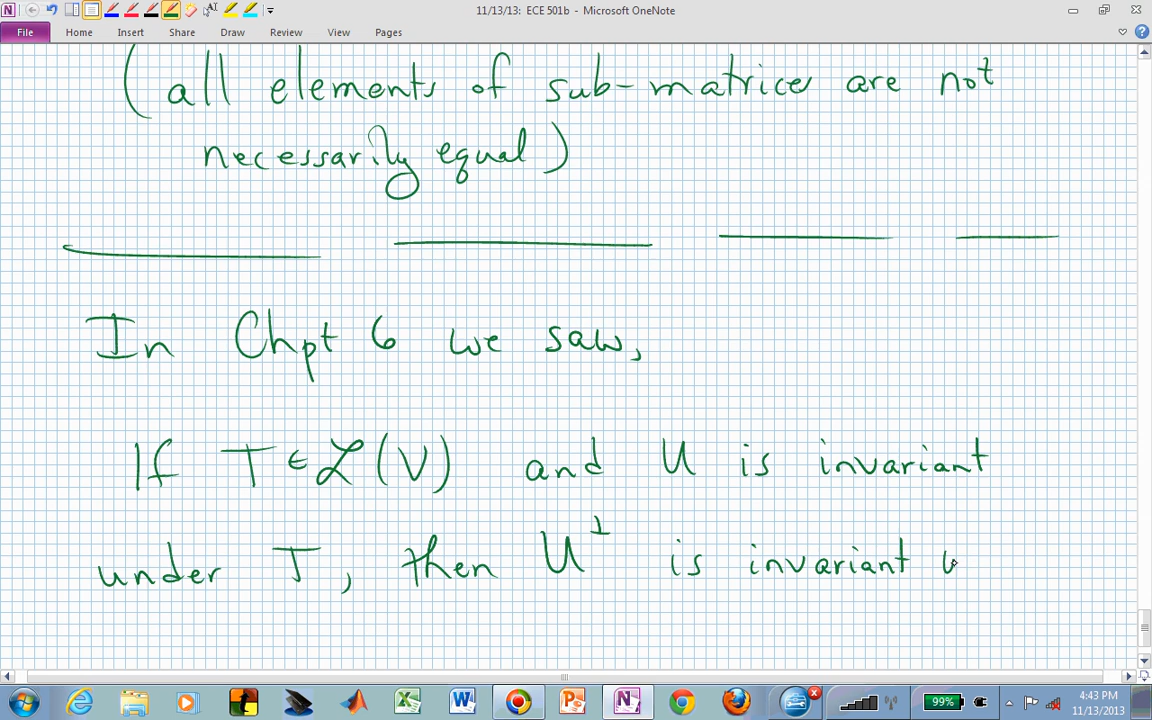 11/13/13: ECE 501b - Microsoft OneNote
File Home Insert Share Draw Review View Pages
(all elements of sub-matrices are not
necessarily equal)
In Chpt 6 we saw,
If T ∈ ℒ(V) and U is invariant
under T, then U⊥ is invariant
99%
4:43 PM
11/13/2013